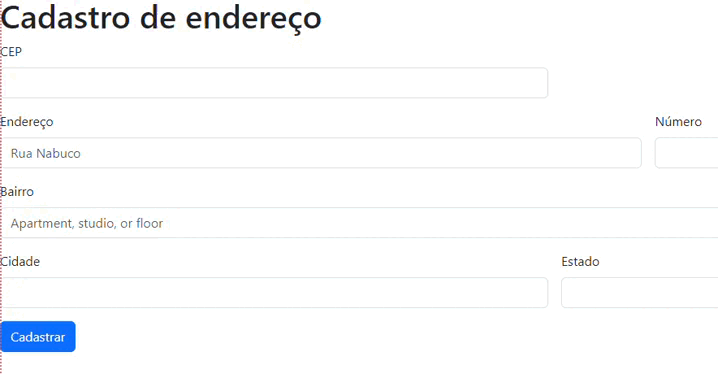 Cadastro de endereço
CEP
Endereço
Número
Rua Nabuco
Bairro
Apartment, studio, or floor
Cidade
Estado
Cadastrar